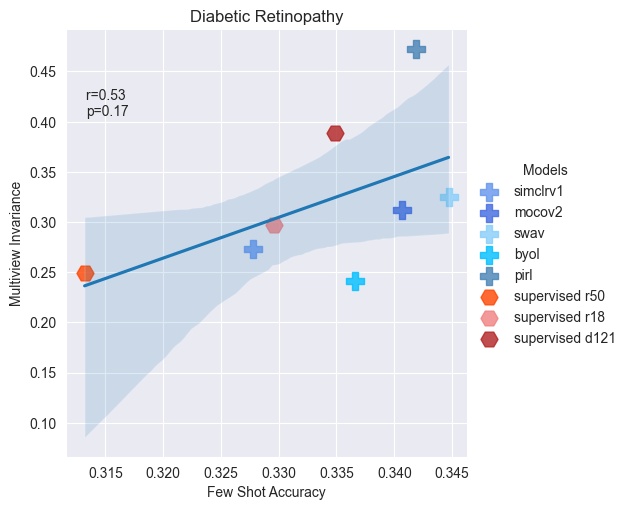 Diabetic Retinopathy
r=0.53
p=0.17
Multiview Invariance
0.45
0.40
0.35
0.30
0.25
0.20
0.15
0.10
0.315
0.320
0.325
0.330
0.335
0.340
0.345
Few Shot Accuracy
Models
simclrv1
mocov2
swav
byol
pirl
supervised r50
supervised r18
supervised d121